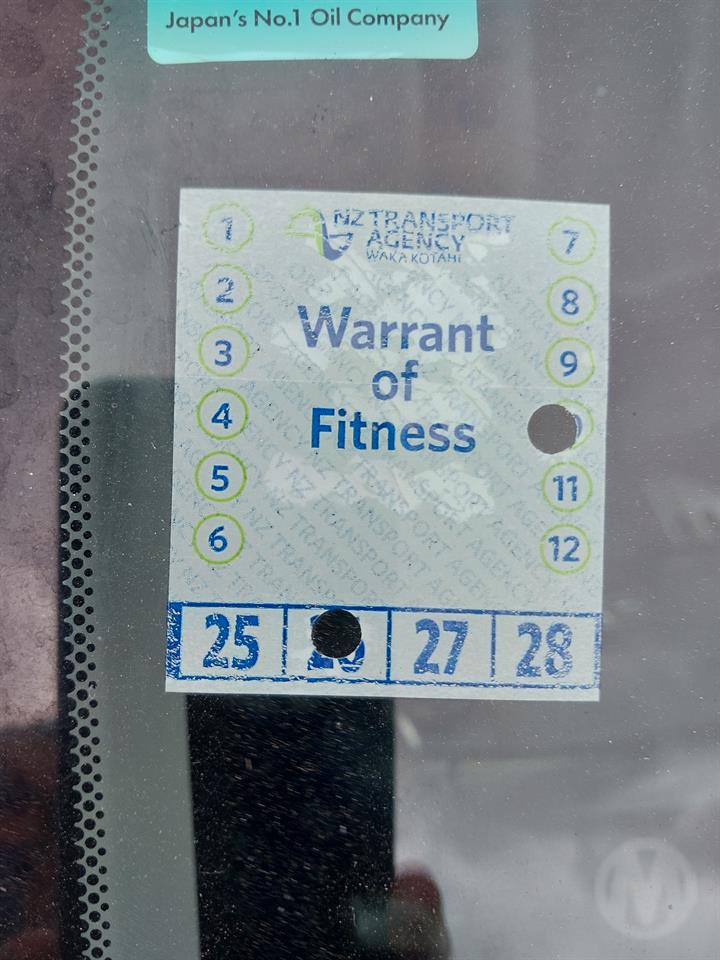 Japan's No.1 Oil Company
NZ TRANSPORT
AGENCY
WAKA KOTAHI
1
2
3
4
5
6
7
8
9
11
12
Warrant
of
Fitness
25 27 28
M